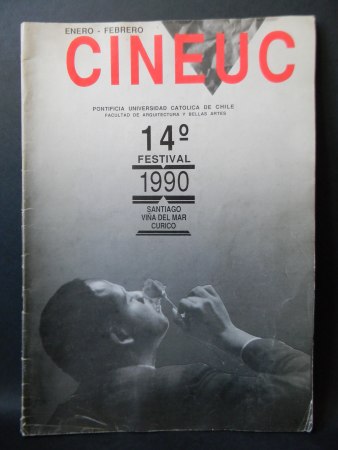 ENERO - FEBRERO
CINEUC
PONTIFICIA UNIVERSIDAD CATOLICA DE CHILE
FACULTAD DE ARQUITECTURA Y BELLAS ARTES
14º
FESTIVAL
1990
SANTIAGO
VIÑA DEL MAR
CURICO